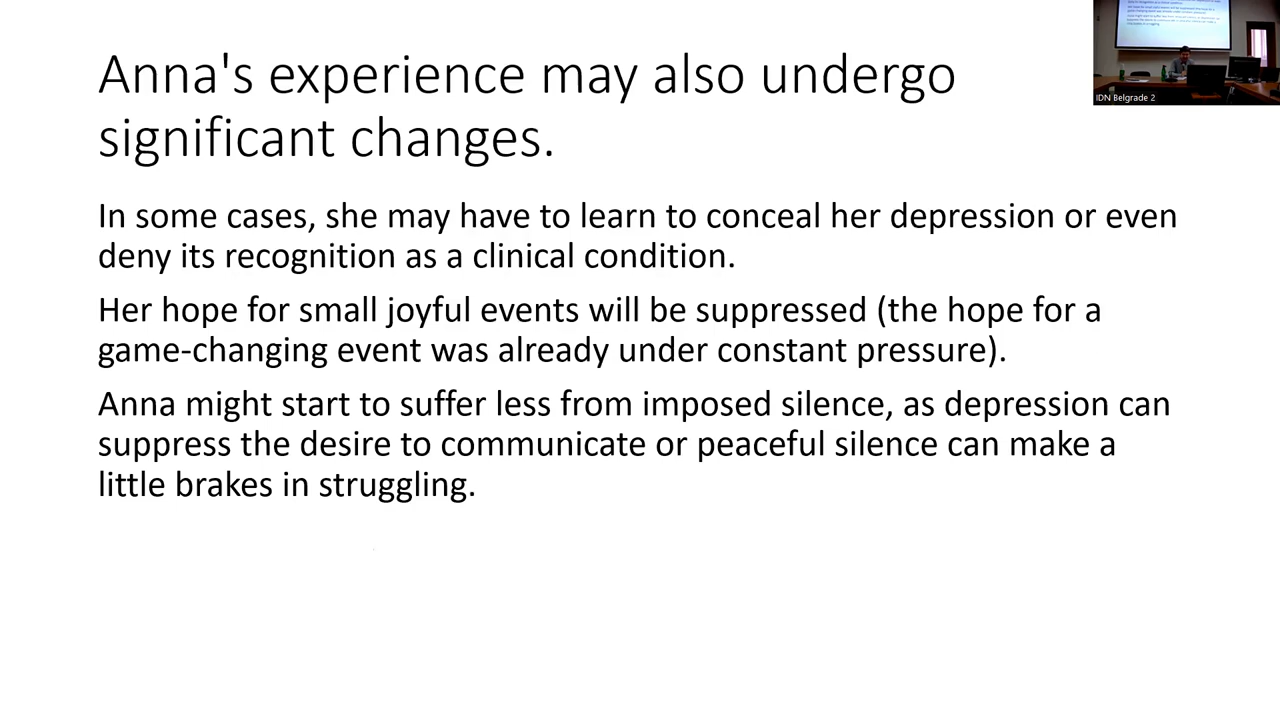 Anna's experience may also undergo
significant changes.
IDN Belgrade 2
In some cases, she may have to learn to conceal her depression or even
deny its recognition as a clinical condition.
Her hope for small joyful events will be suppressed (the hope for a
game-changing event was already under constant pressure).
Anna might start to suffer less from imposed silence, as depression can
suppress the desire to communicate or peaceful silence can make a
little brakes in struggling.